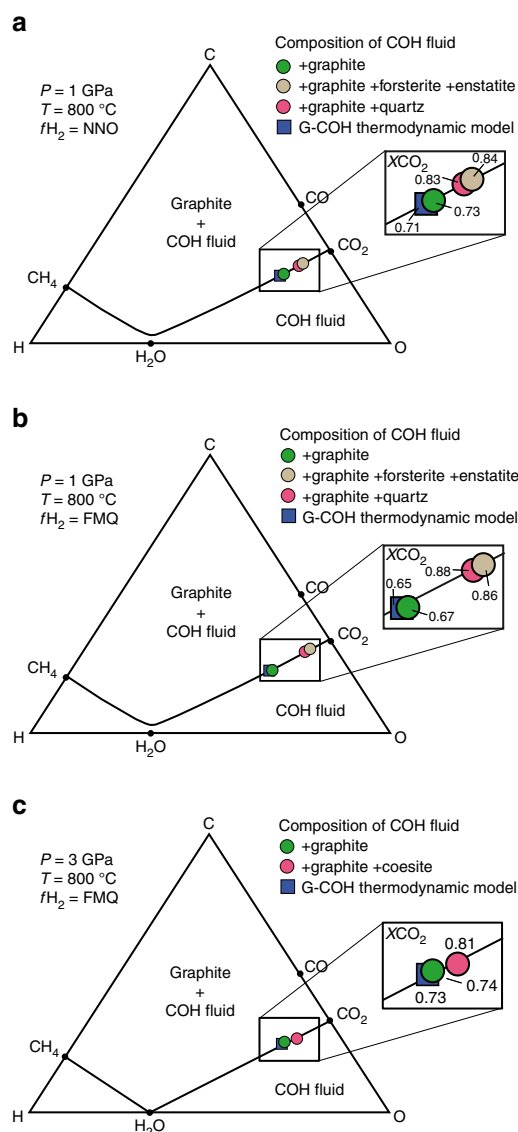 a
Composition of COH fluid
+graphite
+graphite +forsterite +enstatite
+graphite +quartz
G-COH thermodynamic model
P = 1 GPa
T = 800 °C
fH2 = NNO
C
XCO2
0.84
0.83
0.73
0.71
Graphite
+
COH fluid
CO
CO2
CH4
COH fluid
H
H2O
O
b
Composition of COH fluid
+graphite
+graphite +forsterite +enstatite
+graphite +quartz
G-COH thermodynamic model
P = 1 GPa
T = 800 °C
fH2 = FMQ
C
XCO2
0.65
0.88
0.86
0.67
Graphite
+
COH fluid
CO
CO2
CH4
COH fluid
H
H2O
O
c
Composition of COH fluid
+graphite
+graphite +coesite
G-COH thermodynamic model
P = 3 GPa
T = 800 °C
fH2 = FMQ
C
XCO2
0.81
0.74
0.73
Graphite
+
COH fluid
CO
CO2
CH4
COH fluid
H
H2O
O